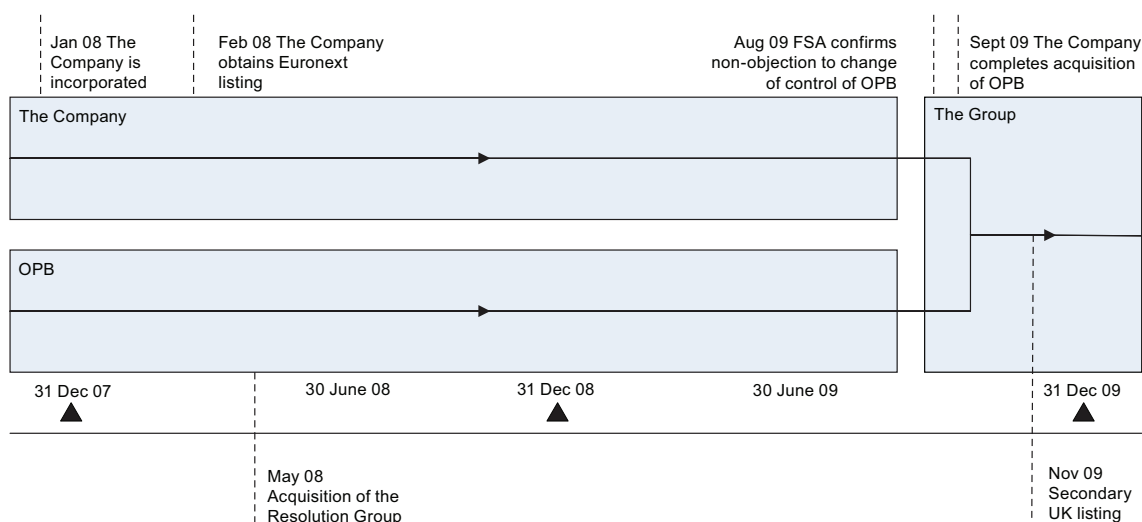 Jan 08 The
Company is
incorporated
Feb 08 The Company
obtains Euronext
listing
Aug 09 FSA confirms
non-objection to change
of control of OPB
Sept 09 The Company
completes acquisition
of OPB
The Company
The Group
OPB
31 Dec 07
30 June 08
31 Dec 08
30 June 09
31 Dec 09
May 08
Acquisition of the
Resolution Group
Nov 09
Secondary
UK listing